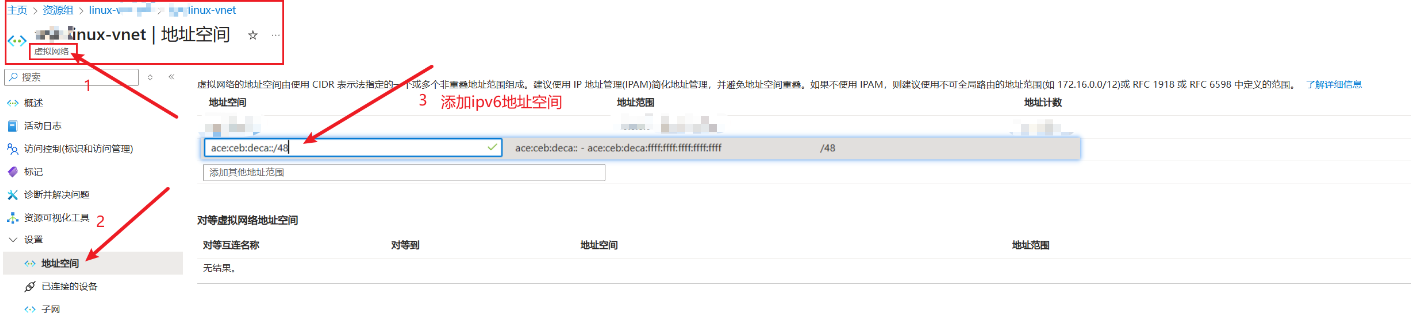 主页 > 资源组 > linux-v > linux-vnet
linux-vnet | 地址空间 ☆ ...
虚拟网络
搜索
1
虚拟网络的地址空间由使用 CIDR 表示法指定的一个或多个非重叠地址范围组成。建议使用 IP 地址管理(IPAM)简化地址管理，并避免地址空间重叠。如果不使用 IPAM，则建议使用不可全局路由的地址范围(如 172.16.0.0/12)或 RFC 1918 或 RFC 6598 中定义的范围。 了解详细信息
3 添加ipv6地址空间
地址空间 地址范围 地址计数
ace:ceb:deca::/48 ace:ceb:deca:: - ace:ceb:deca:ffff:ffff:ffff:ffff:ffff /48
添加其他地址范围
概述
活动日志
访问控制(标识和访问管理)
标记
诊断并解决问题
资源可视化工具
2
设置
地址空间
已连接的设备
子网
对等虚拟网络地址空间
对等互连名称 对等到 地址空间 地址范围
无结果。